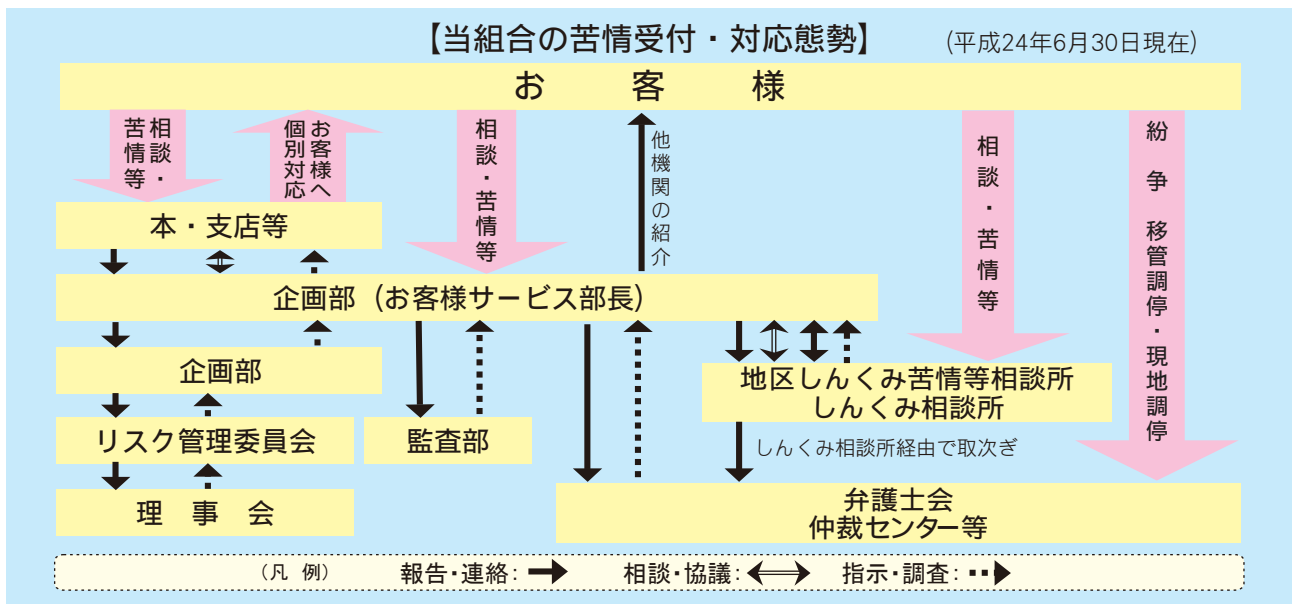 【当組合の苦情受付・対応態勢】
(平成24年6月30日現在)
お客様
相談・
苦情等
お客様へ
個別対応
相談・苦情等
他機関の紹介
相談・苦情等
紛争 移管調停・現地調停
本・支店等
企画部（お客様サービス部長）
企画部
地区しんくみ苦情等相談所
しんくみ相談所
リスク管理委員会
監査部
しんくみ相談所経由で取次ぎ
理事会
弁護士会
仲裁センター等
(凡 例) 報告・連絡： 相談・協議： 指示・調査：